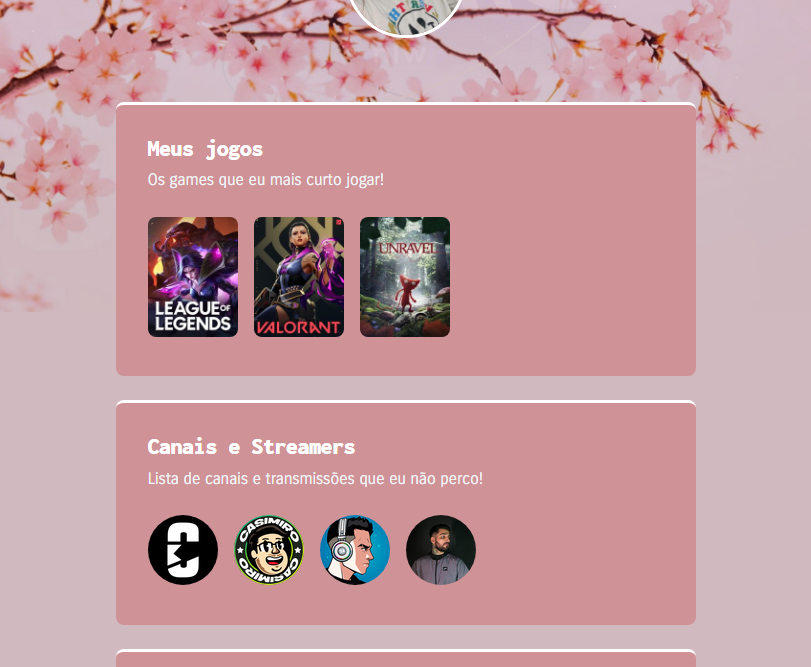 Meus jogos
Os games que eu mais curto jogar!
LEAGUE OF
LEGENDS
VALORANT
UNRAVEL
Canais e Streamers
Lista de canais e transmissões que eu não perco!
CASIMIRO
CASIMIRO